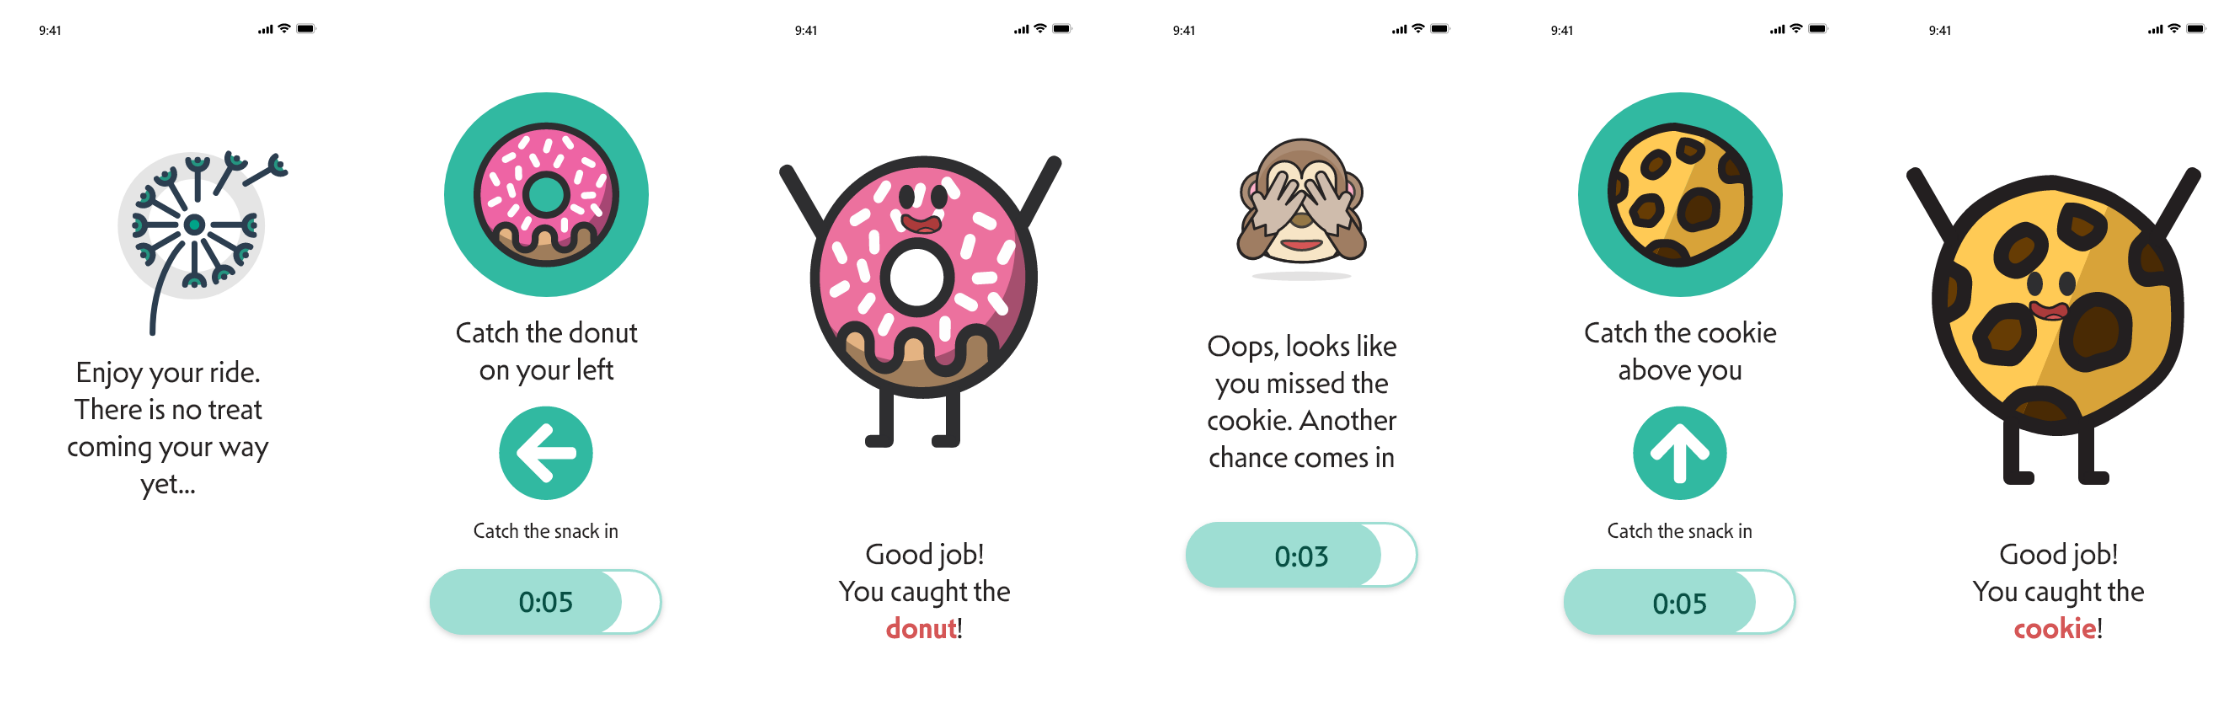 9:41
Enjoy your ride.
There is no treat
coming your way
yet...
Catch the donut
on your left
Catch the snack in
0:05
9:41
Good job!
You caught the
donut!
9:41
Oops, looks like
you missed the
cookie. Another
chance comes in
0:03
9:41
Catch the cookie
above you
Catch the snack in
0:05
9:41
Good job!
You caught the
cookie!